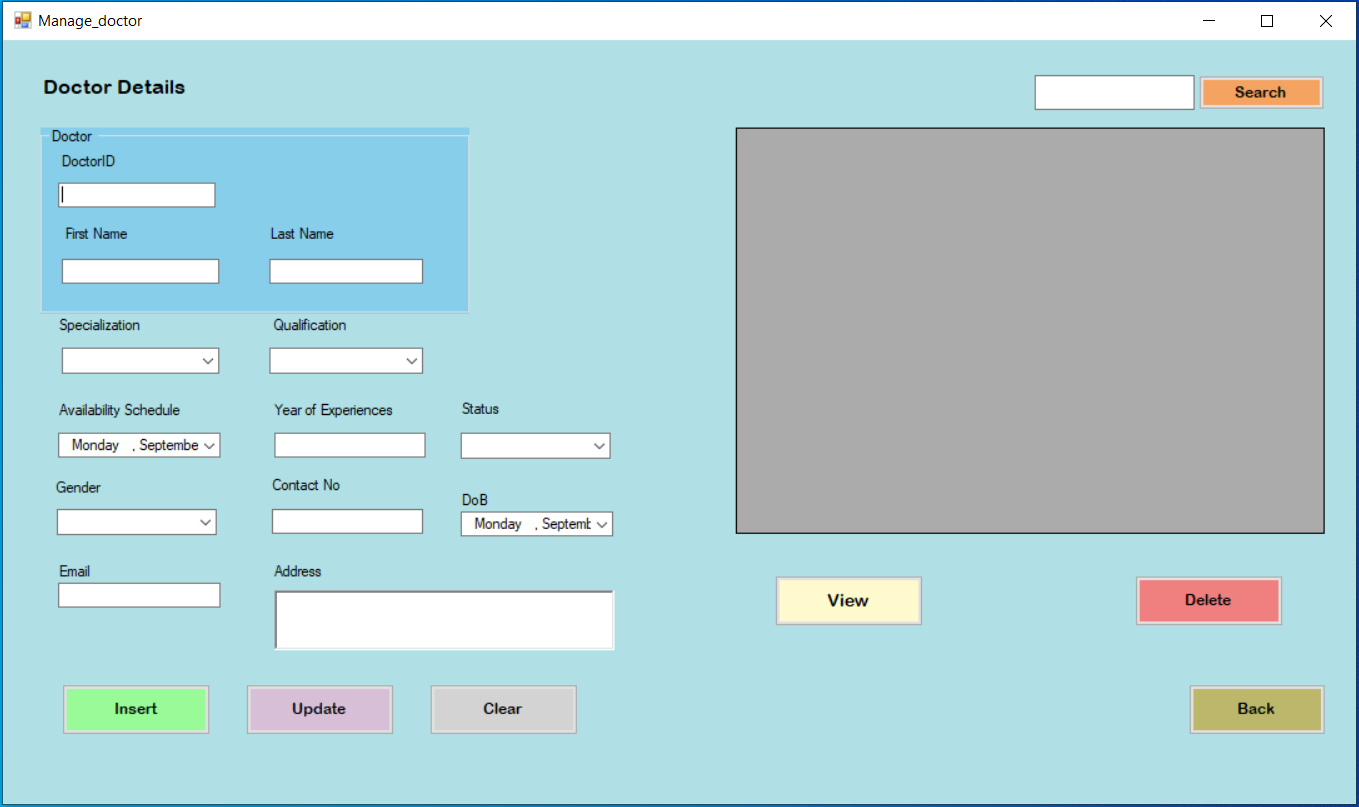 Manage_doctor
Doctor Details
Search
Doctor
DoctorID
First Name Last Name
Specialization Qualification
Availability Schedule Year of Experiences Status
Monday , Septembe
Gender Contact No DoB
Monday , Septemb
Email Address
View Delete
Insert Update Clear Back